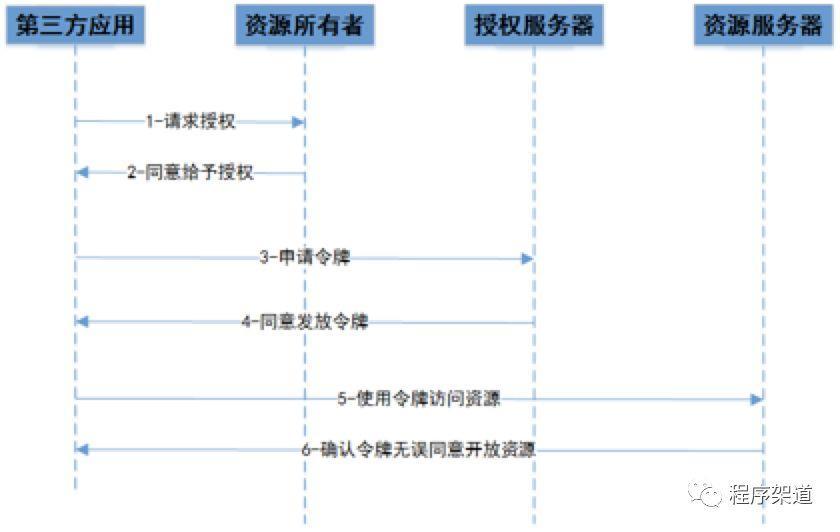 第三方应用 资源所有者 授权服务器 资源服务器
1-请求授权
2-同意给予授权
3-申请令牌
4-同意发放令牌
5-使用令牌访问资源
6-确认令牌无误同意开放资源
程序架道